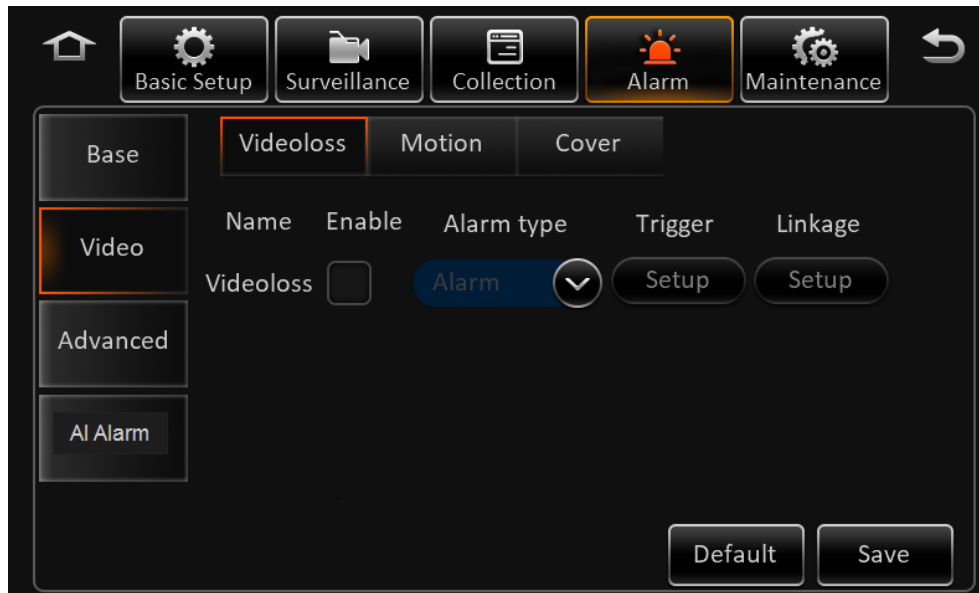 Basic Setup Surveillance Collection Alarm Maintenance
Base
Videoloss Motion Cover
Video
Name Enable Alarm type Trigger Linkage
Videoloss Alarm Setup Setup
Advanced
AI Alarm
Default Save